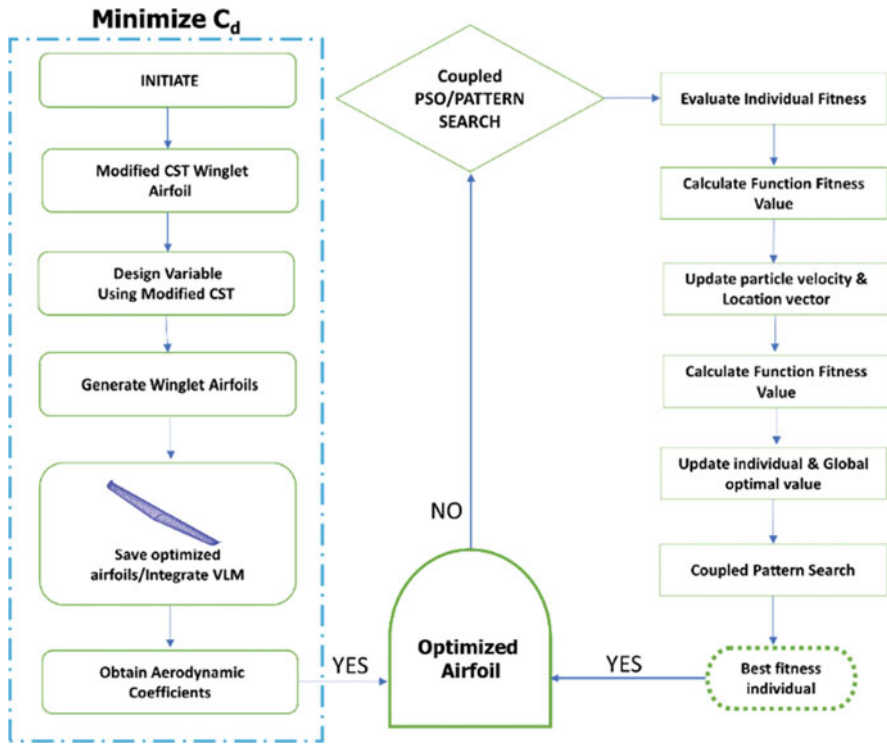 Minimize Cd
INITIATE
Modified CST Winglet
Airfoil
Design Variable
Using Modified CST
Generate Winglet Airfoils
Save optimized
airfoils/Integrate VLM
Obtain Aerodynamic
Coefficients
YES
Optimized
Airfoil
NO
Coupled
PSO/PATTERN
SEARCH
Evaluate Individual Fitness
Calculate Function Fitness
Value
Update particle velocity &
Location vector
Calculate Function Fitness
Value
Update individual & Global
optimal value
Coupled Pattern Search
Best fitness
individual
YES